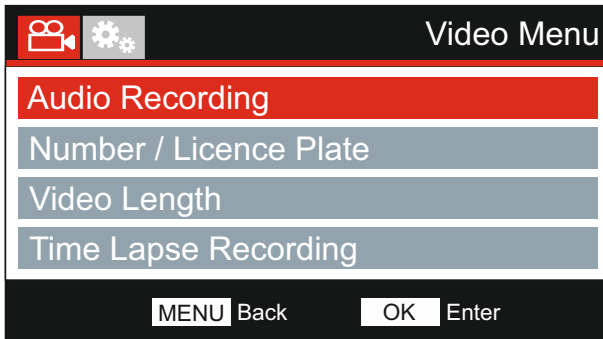 Video Menu
Audio Recording
Number / Licence Plate
Video Length
Time Lapse Recording
MENU Back OK Enter